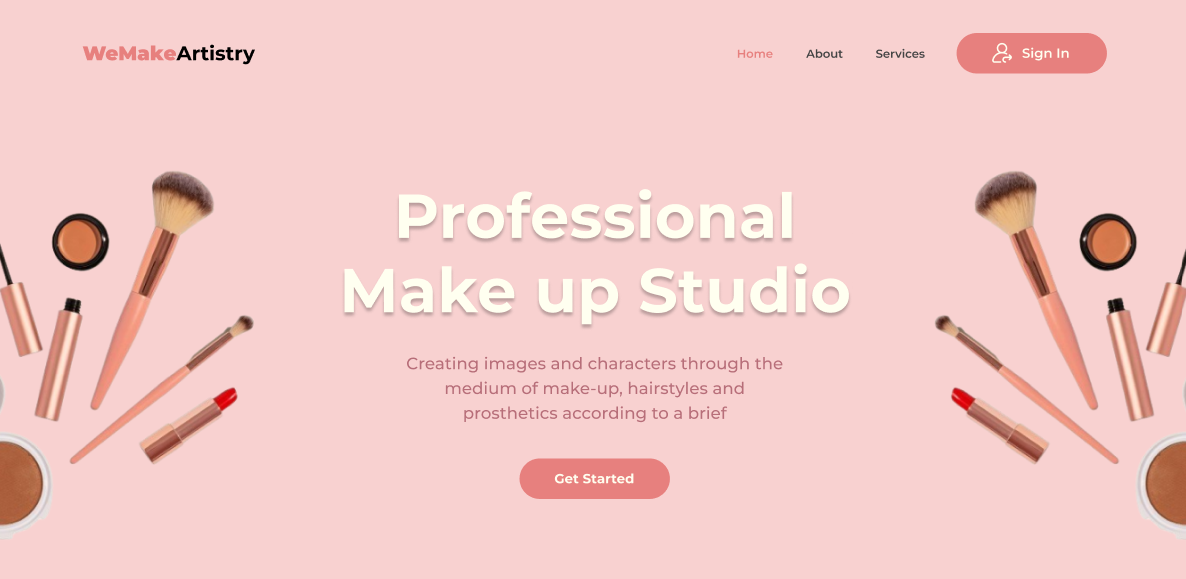 WeMakeArtistry
Home About Services Sign In
Professional
Make up Studio
Creating images and characters through the
medium of make-up, hairstyles and
prosthetics according to a brief
Get Started